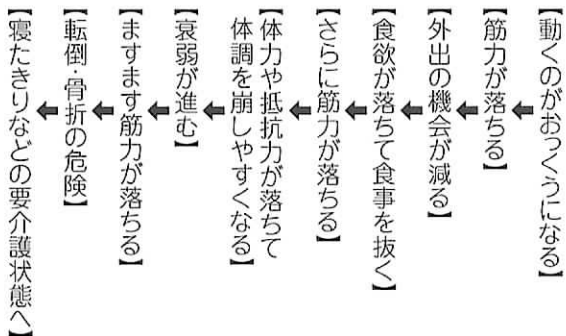 【動くのがおっくうになる】
【筋力が落ちる】
【外出の機会が減る】
【食欲が落ちて食事を抜く】
【さらに筋力が落ちる】
【体力や抵抗力が落ちて
体調を崩しやすくなる】
【衰弱が進む】
【ますます筋力が落ちる】
【転倒・骨折の危険】
【寝たきりなどの要介護状態へ】